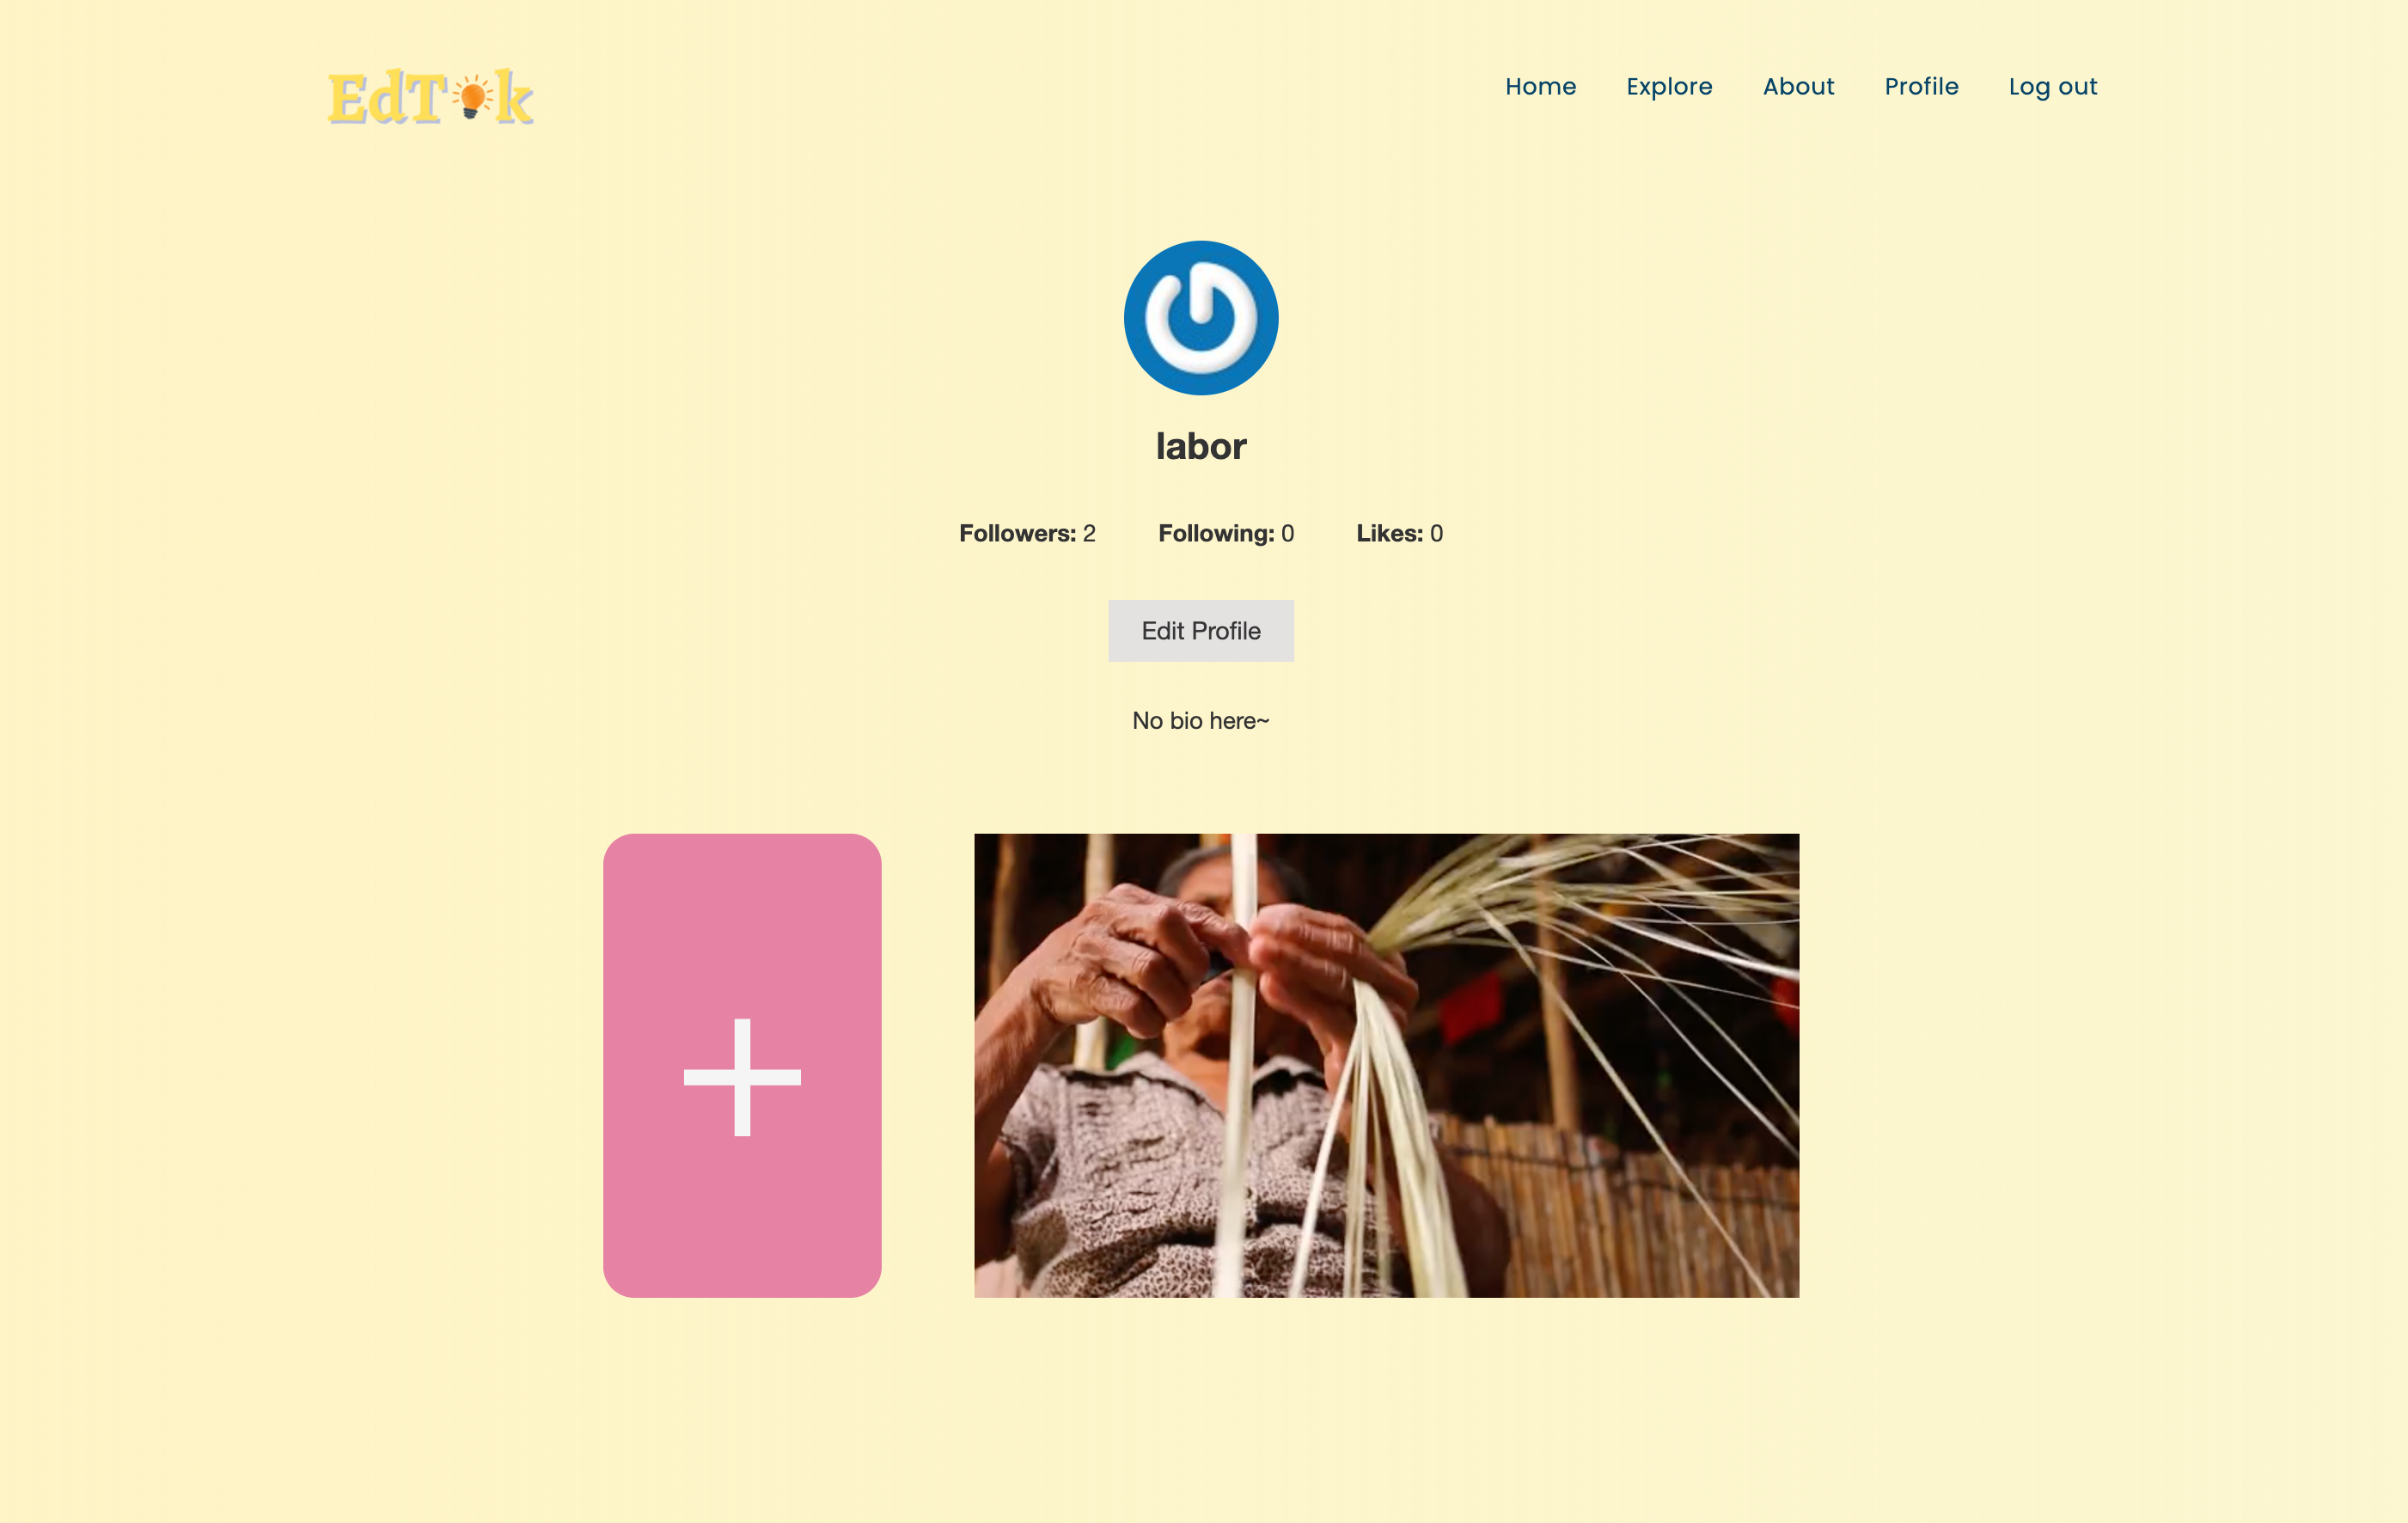 EdTok
Home Explore About Profile Log out
labor
Followers: 2 Following: 0 Likes: 0
Edit Profile
No bio here~